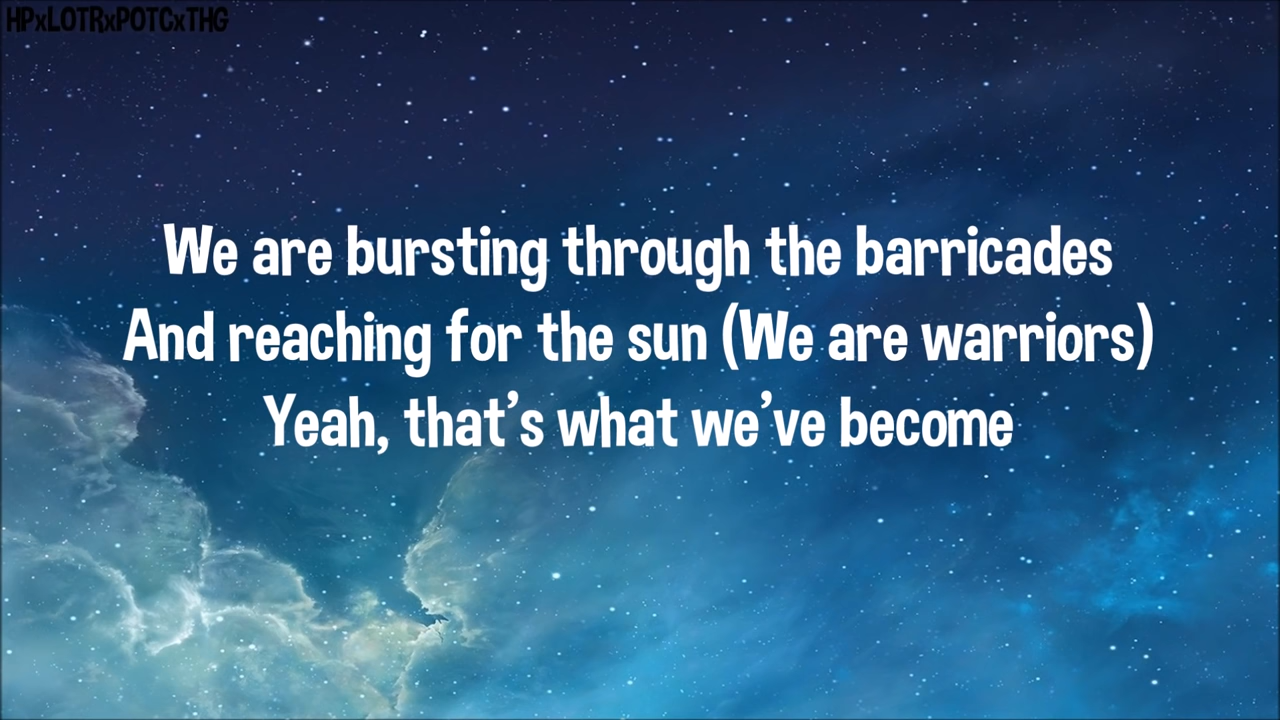 HPxLOTRxPOTCxTHG
We are bursting through the barricades
And reaching for the sun (We are warriors)
Yeah, that’s what we’ve become